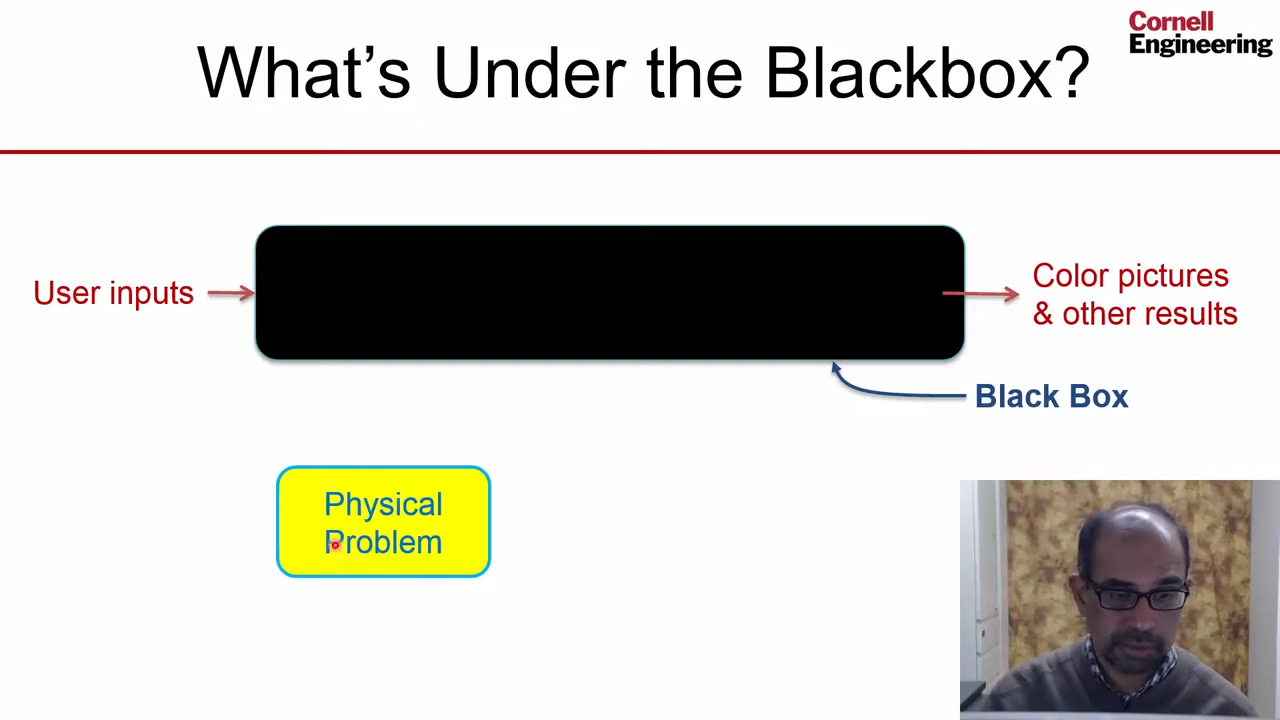 What's Under the Blackbox?
Cornell
Engineering
User inputs
Color pictures
& other results
Black Box
Physical
Problem